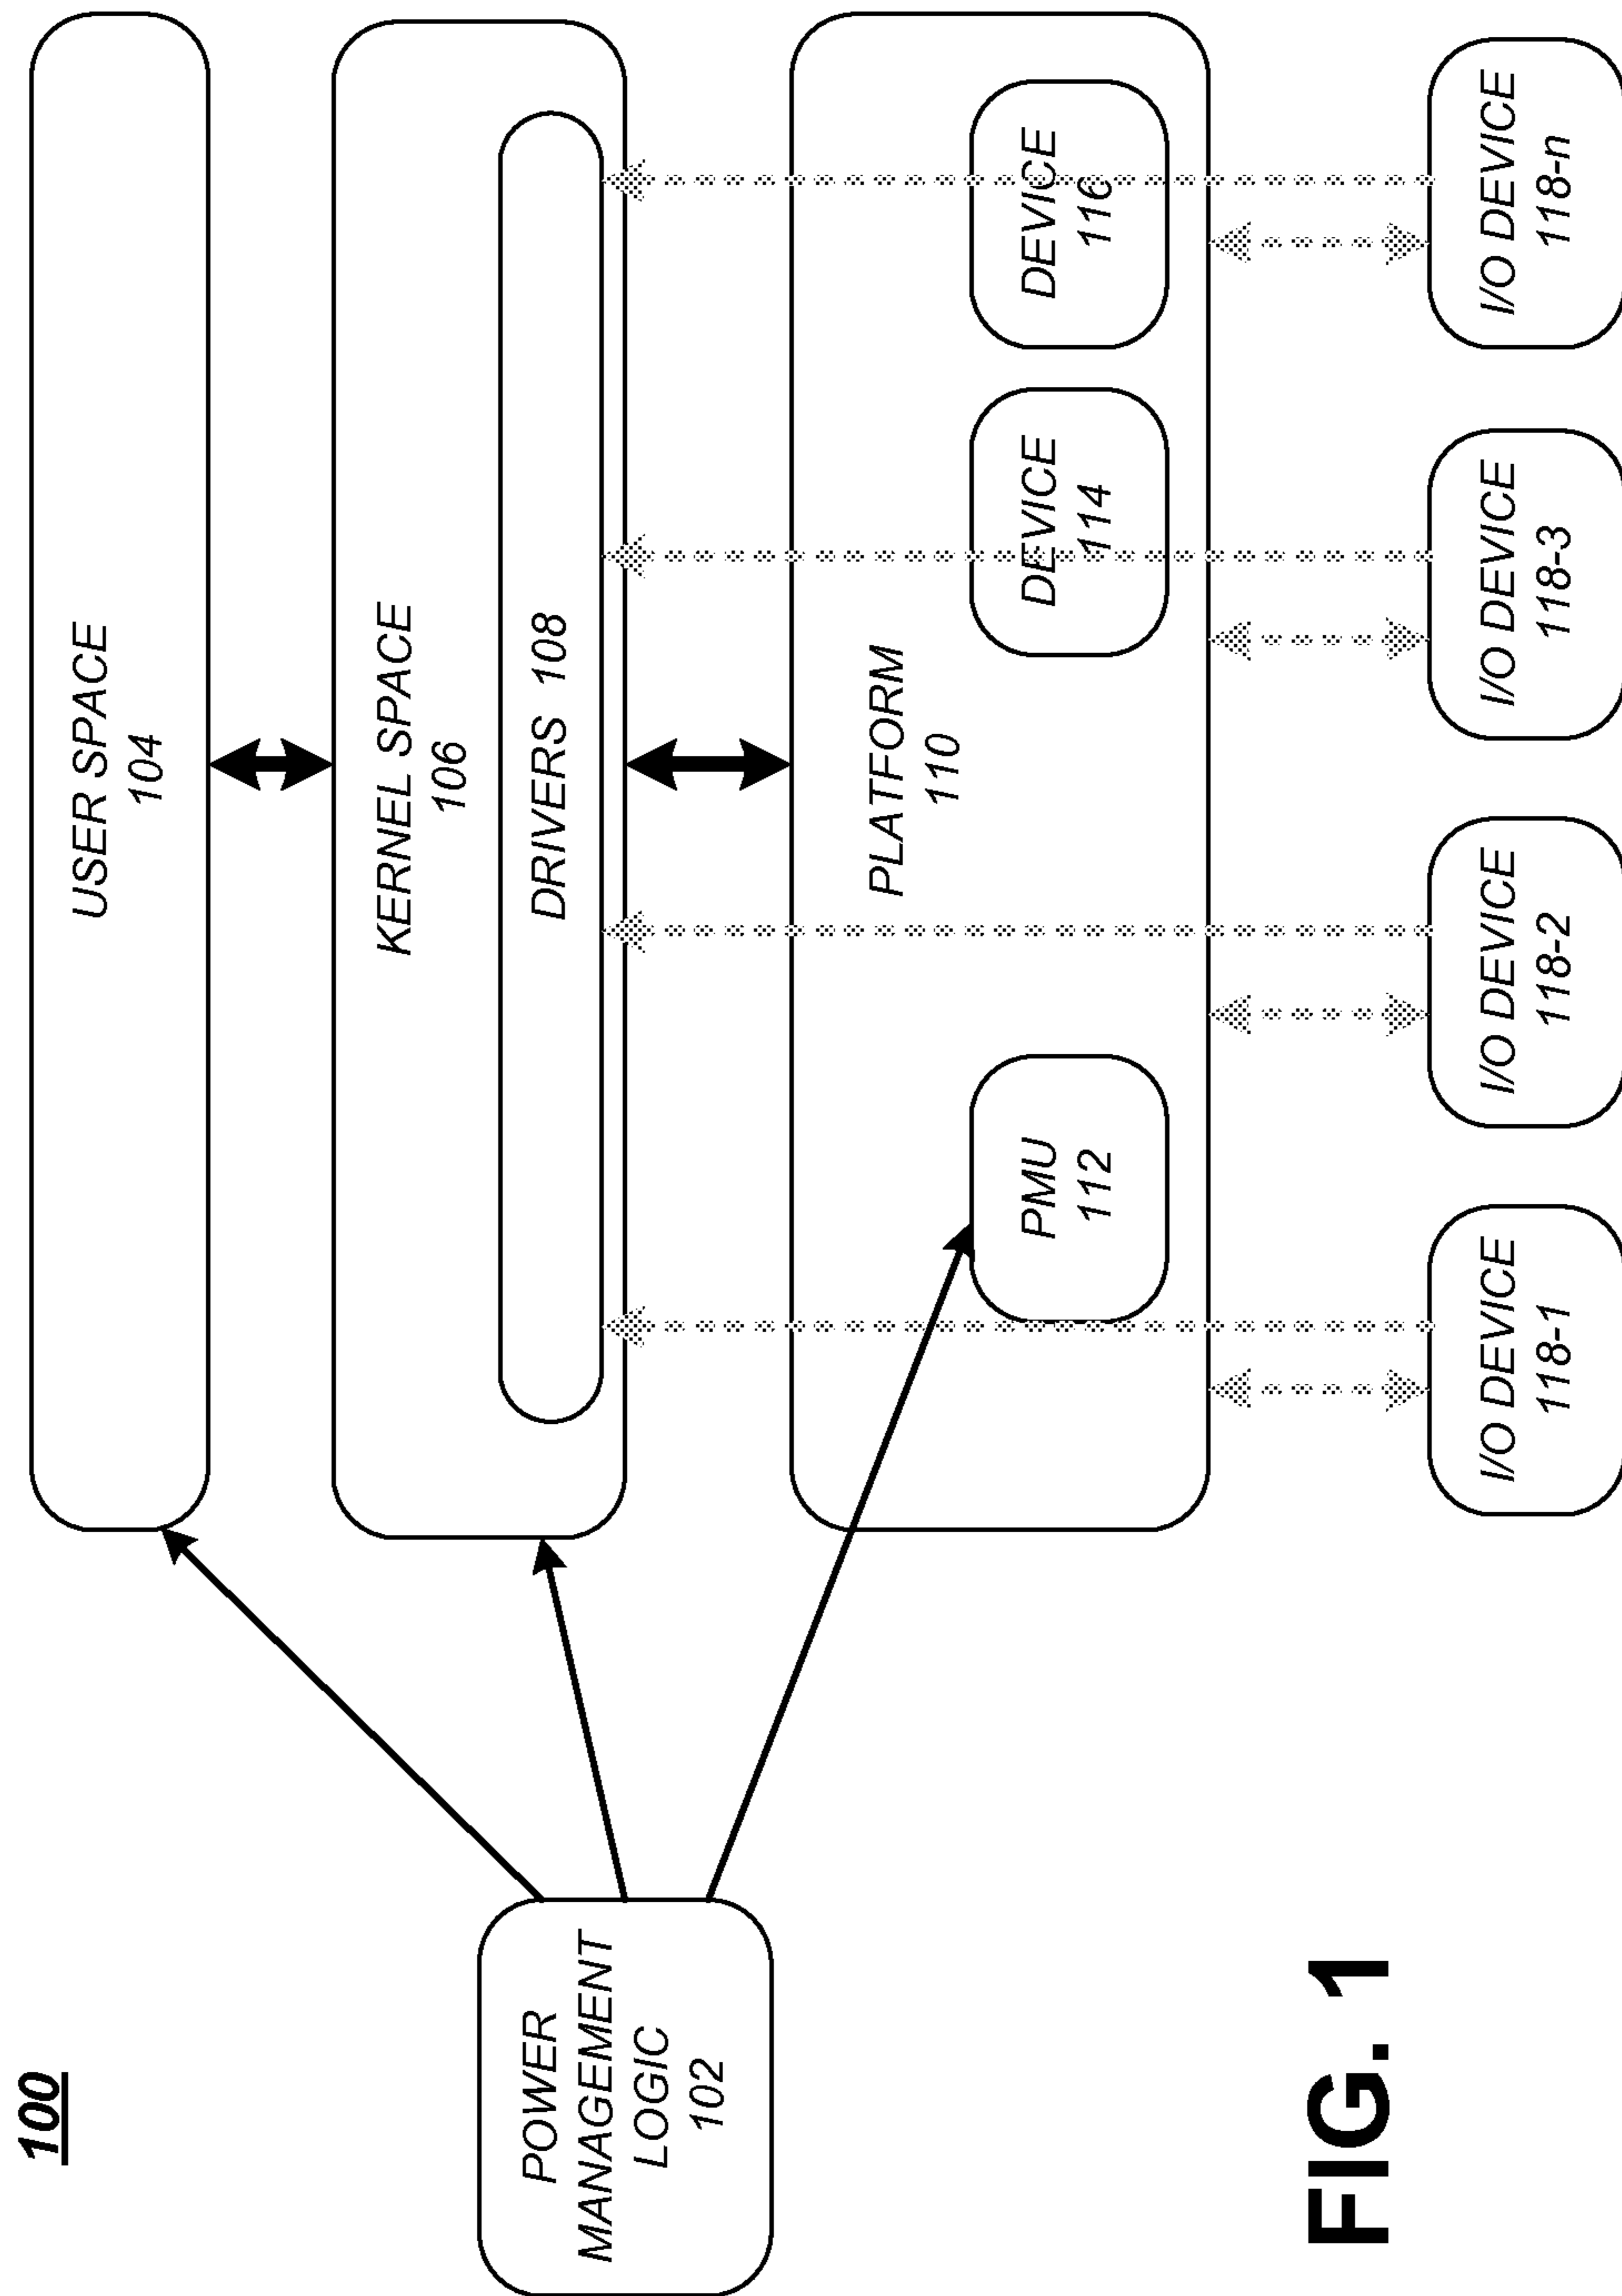 100
USER SPACE
104
KERNEL SPACE
106
DRIVERS 108
POWER
MANAGEMENT
LOGIC
102
PLATFORM
110
PMU
112
DEVICE
114
DEVICE
116
I/O DEVICE
118-1
I/O DEVICE
118-2
I/O DEVICE
118-3
I/O DEVICE
118-n
FIG. 1